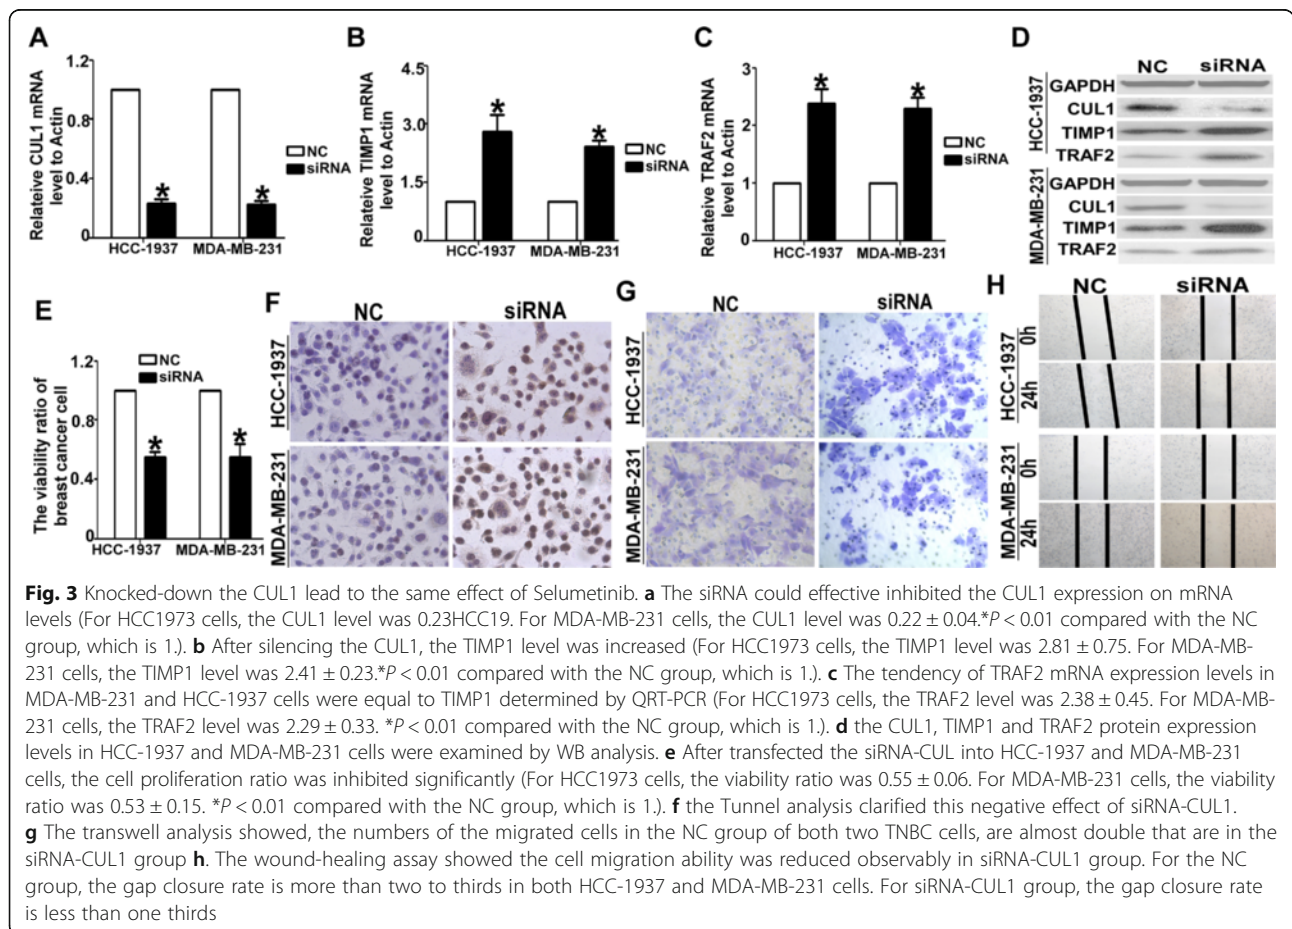 A
Relateive CUL1 mRNA
level to Actin
1.2
0.8
0.4
0
HCC-1937 MDA-MB-231
NC
siRNA
B
Relateive TIMP1 mRNA
level to Actin
4.5
3.0
1.5
0
HCC-1937 MDA-MB-231
NC
siRNA
C
Relateive TRAF2 mRNA
level to Actin
3
2
1
0
HCC-1937 MDA-MB-231
NC
siRNA
D
NC siRNA
HCC-1937
GAPDH
CUL1
TIMP1
TRAF2
MDA-MB-231
GAPDH
CUL1
TIMP1
TRAF2
E
The viability ratio of
breast cancer cell
1.2
0.8
0.4
0
HCC-1937 MDA-MB-231
NC
siRNA
F
NC siRNA
HCC-1937
MDA-MB-231
G
NC siRNA
HCC-1937
MDA-MB-231
H
NC siRNA
HCC-1937
0h
24h
MDA-MB-231
0h
24h
Fig. 3 Knocked-down the CUL1 lead to the same effect of Selumetinib. a The siRNA could effective inhibited the CUL1 expression on mRNA
levels (For HCC1973 cells, the CUL1 level was 0.23HCC19. For MDA-MB-231 cells, the CUL1 level was 0.22 ± 0.04.*P < 0.01 compared with the NC
group, which is 1.). b After silencing the CUL1, the TIMP1 level was increased (For HCC1973 cells, the TIMP1 level was 2.81 ± 0.75. For MDA-MB-
231 cells, the TIMP1 level was 2.41 ± 0.23.*P < 0.01 compared with the NC group, which is 1.). c The tendency of TRAF2 mRNA expression levels in
MDA-MB-231 and HCC-1937 cells were equal to TIMP1 determined by QRT-PCR (For HCC1973 cells, the TRAF2 level was 2.38 ± 0.45. For MDA-MB-
231 cells, the TRAF2 level was 2.29 ± 0.33. *P < 0.01 compared with the NC group, which is 1.). d the CUL1, TIMP1 and TRAF2 protein expression
levels in HCC-1937 and MDA-MB-231 cells were examined by WB analysis. e After transfected the siRNA-CUL into HCC-1937 and MDA-MB-231
cells, the cell proliferation ratio was inhibited significantly (For HCC1973 cells, the viability ratio was 0.55 ± 0.06. For MDA-MB-231 cells, the viability
ratio was 0.53 ± 0.15. *P < 0.01 compared with the NC group, which is 1.). f the Tunnel analysis clarified this negative effect of siRNA-CUL1.
g The transwell analysis showed, the numbers of the migrated cells in the NC group of both two TNBC cells, are almost double that are in the
siRNA-CUL1 group h. The wound-healing assay showed the cell migration ability was reduced observably in siRNA-CUL1 group. For the NC
group, the gap closure rate is more than two to thirds in both HCC-1937 and MDA-MB-231 cells. For siRNA-CUL1 group, the gap closure rate
is less than one thirds